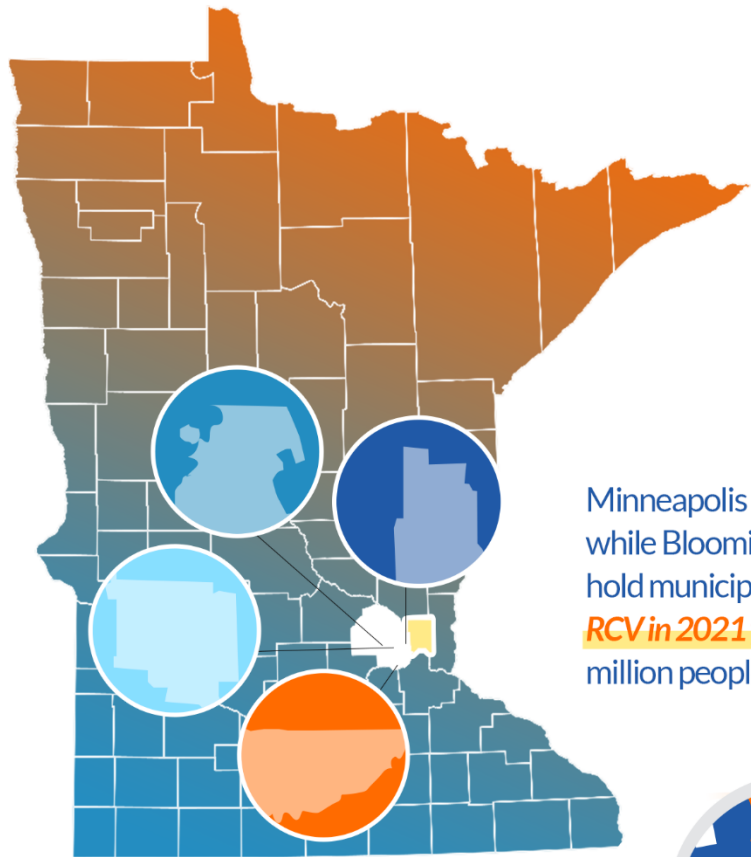 Minneapolis
while Bloomi
hold municip
RCV in 2021
million peopl